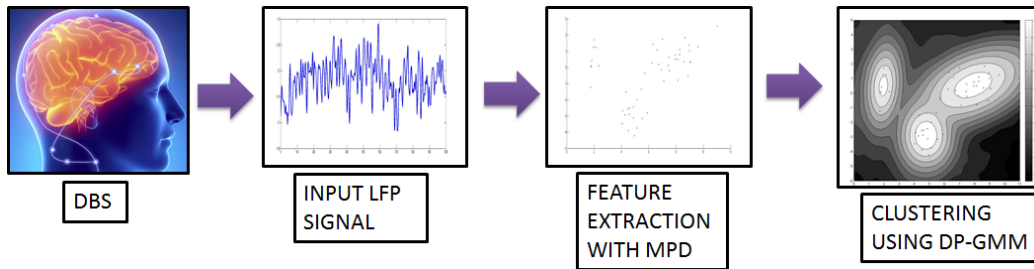 DBS
INPUT LFP
SIGNAL
FEATURE
EXTRACTION
WITH MPD
CLUSTERING
USING DP-GMM